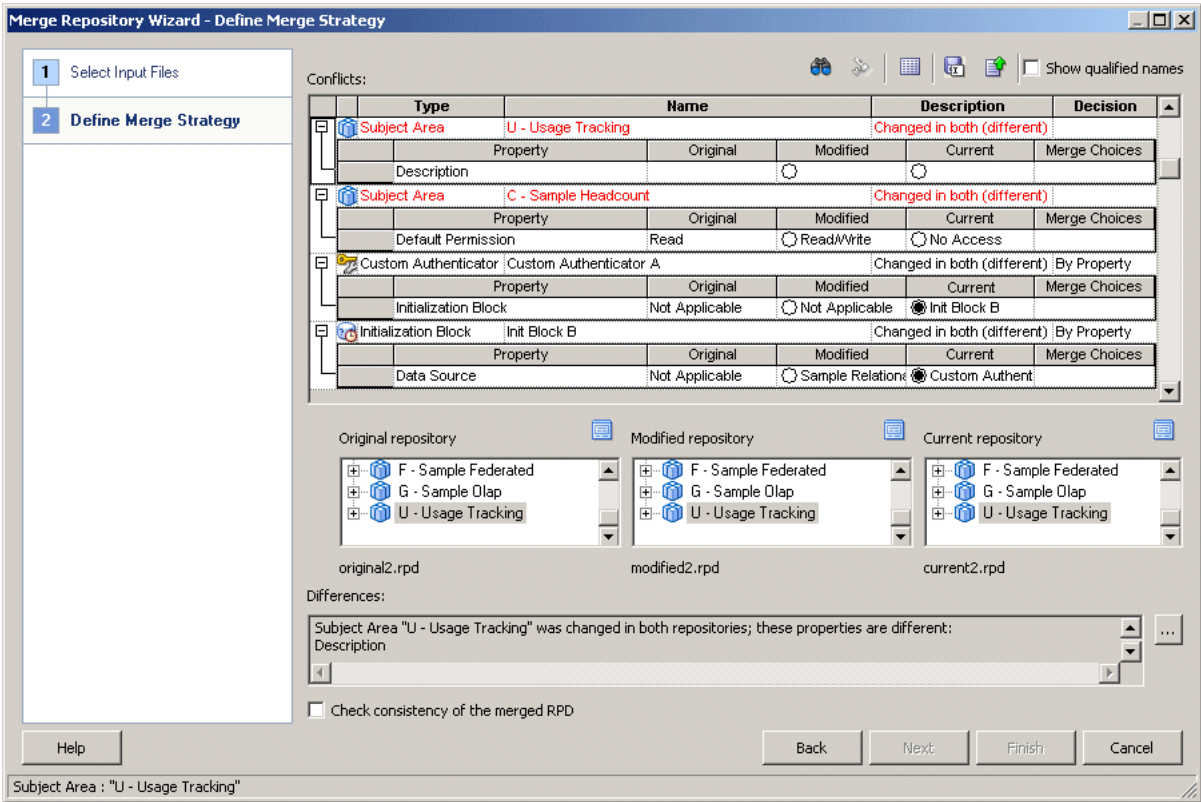 Merge Repository Wizard - Define Merge Strategy
1 Select Input Files
2 Define Merge Strategy
Conflicts:
Show qualified names
Type Name Description Decision
Subject Area U - Usage Tracking Changed in both (different)
Property Original Modified Current Merge Choices
Description
Subject Area C - Sample Headcount Changed in both (different)
Property Original Modified Current Merge Choices
Default Permission Read Read/Write No Access
Custom Authenticator Custom Authenticator A Changed in both (different) By Property
Property Original Modified Current Merge Choices
Initialization Block Not Applicable Not Applicable Init Block B
Initialization Block Init Block B Changed in both (different) By Property
Property Original Modified Current Merge Choices
Data Source Not Applicable Sample Relation Custom Authent
Original repository Modified repository Current repository
F - Sample Federated F - Sample Federated F - Sample Federated
G - Sample Olap G - Sample Olap G - Sample Olap
U - Usage Tracking U - Usage Tracking U - Usage Tracking
original2.rpd modified2.rpd current2.rpd
Differences:
Subject Area "U - Usage Tracking" was changed in both repositories; these properties are different:
Description
...
Check consistency of the merged RPD
Help Back Next Finish Cancel
Subject Area : "U - Usage Tracking"